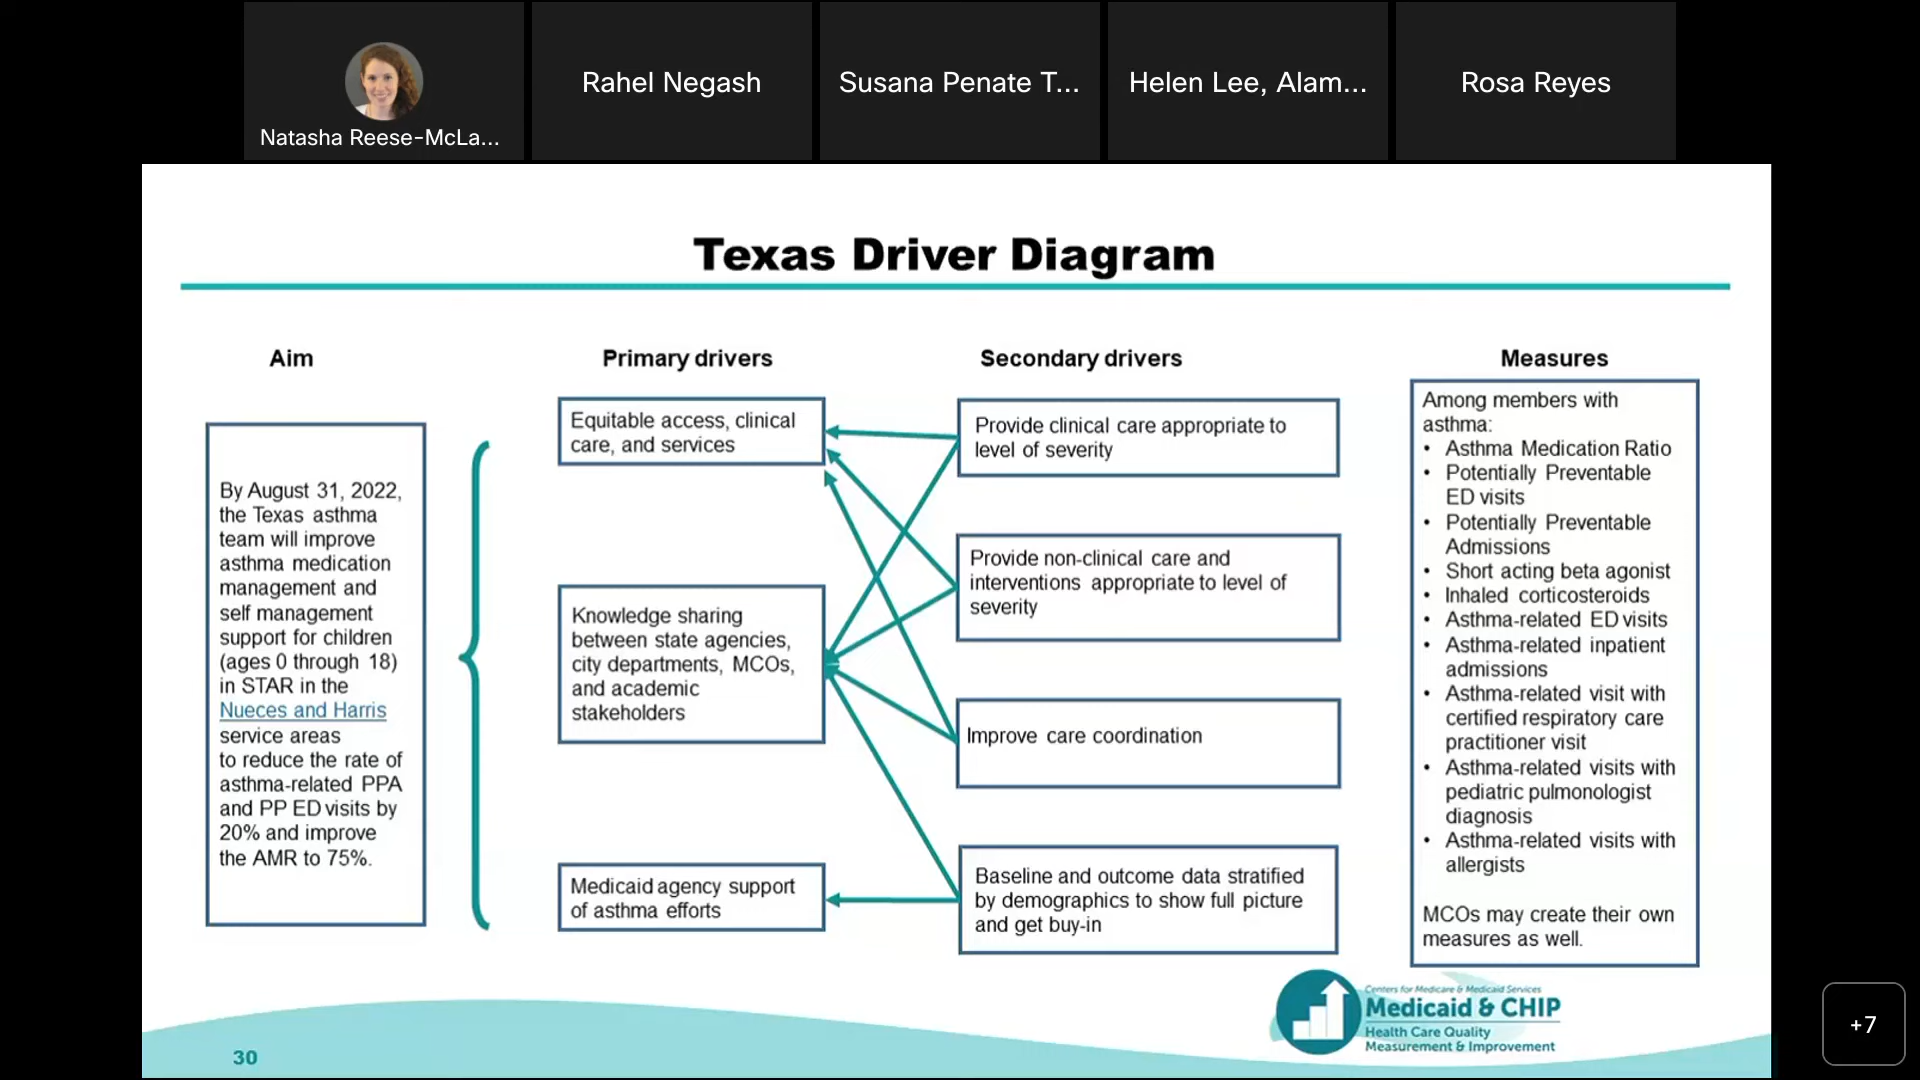 Natasha Reese-McLa...
Rahel Negash
Susana Penate T...
Helen Lee, Alam...
Rosa Reyes
Texas Driver Diagram
Aim
By August 31, 2022,
the Texas asthma
team will improve
asthma medication
management and
self management
support for children
(ages 0 through 18)
in STAR in the
Nueces and Harris
service areas
to reduce the rate of
asthma-related PPA
and PP ED visits by
20% and improve
the AMR to 75%.
Primary drivers
Equitable access, clinical
care, and services
Knowledge sharing
between state agencies,
city departments, MCOs,
and academic
stakeholders
Medicaid agency support
of asthma efforts
Secondary drivers
Provide clinical care appropriate to
level of severity
Provide non-clinical care and
interventions appropriate to level of
severity
Improve care coordination
Baseline and outcome data stratified
by demographics to show full picture
and get buy-in
Measures
Among members with
asthma:
• Asthma Medication Ratio
• Potentially Preventable
ED visits
• Potentially Preventable
Admissions
• Short acting beta agonist
• Inhaled corticosteroids
• Asthma-related ED visits
• Asthma-related inpatient
admissions
• Asthma-related visit with
certified respiratory care
practitioner visit
• Asthma-related visits with
pediatric pulmonologist
diagnosis
• Asthma-related visits with
allergists
MCOs may create their own
measures as well.
Centers for Medicare & Medicaid Services
Medicaid & CHIP
Health Care Quality
Measurement & Improvement
30
+7